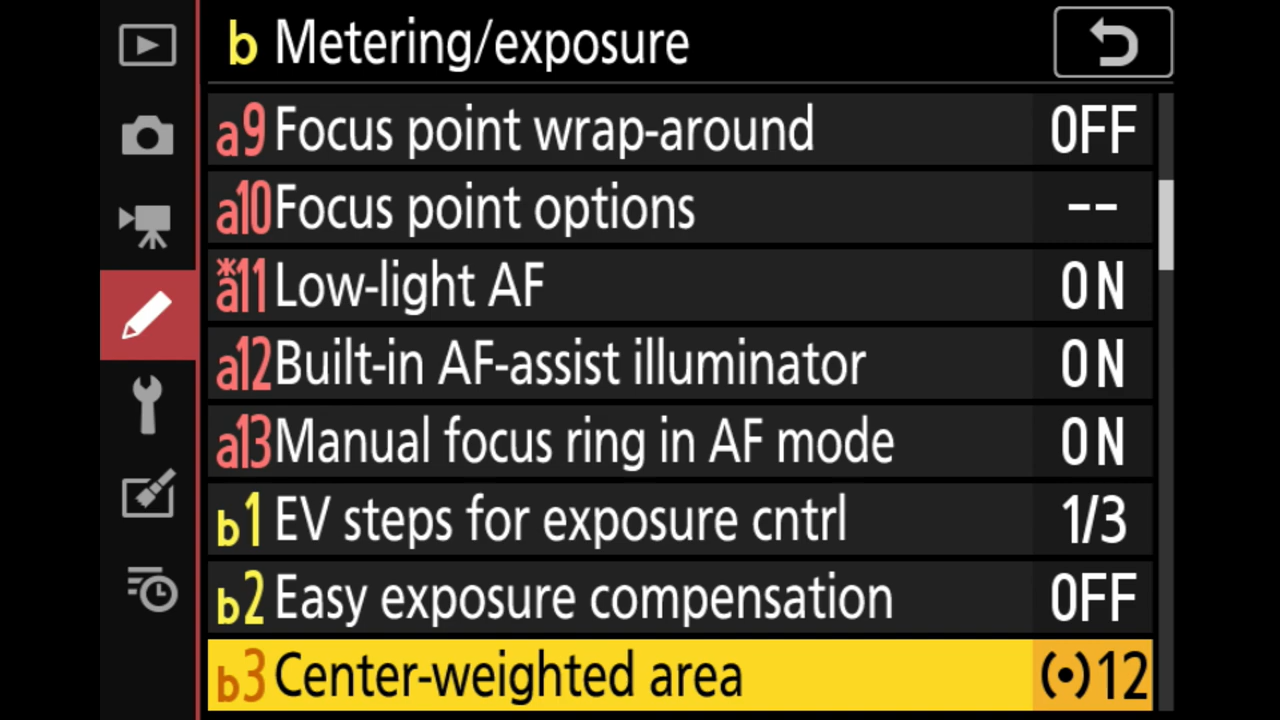 b Metering/exposure
a9 Focus point wrap-around OFF
a10 Focus point options --
*a11 Low-light AF ON
a12 Built-in AF-assist illuminator ON
a13 Manual focus ring in AF mode ON
b1 EV steps for exposure cntrl 1/3
b2 Easy exposure compensation OFF
b3 Center-weighted area (•)12